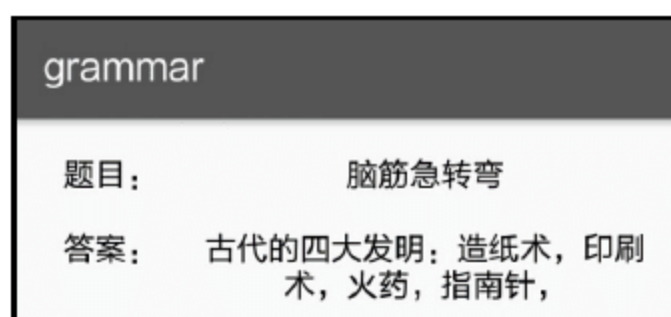 grammar
题目： 脑筋急转弯
答案： 古代的四大发明：造纸术，印刷
术，火药，指南针，